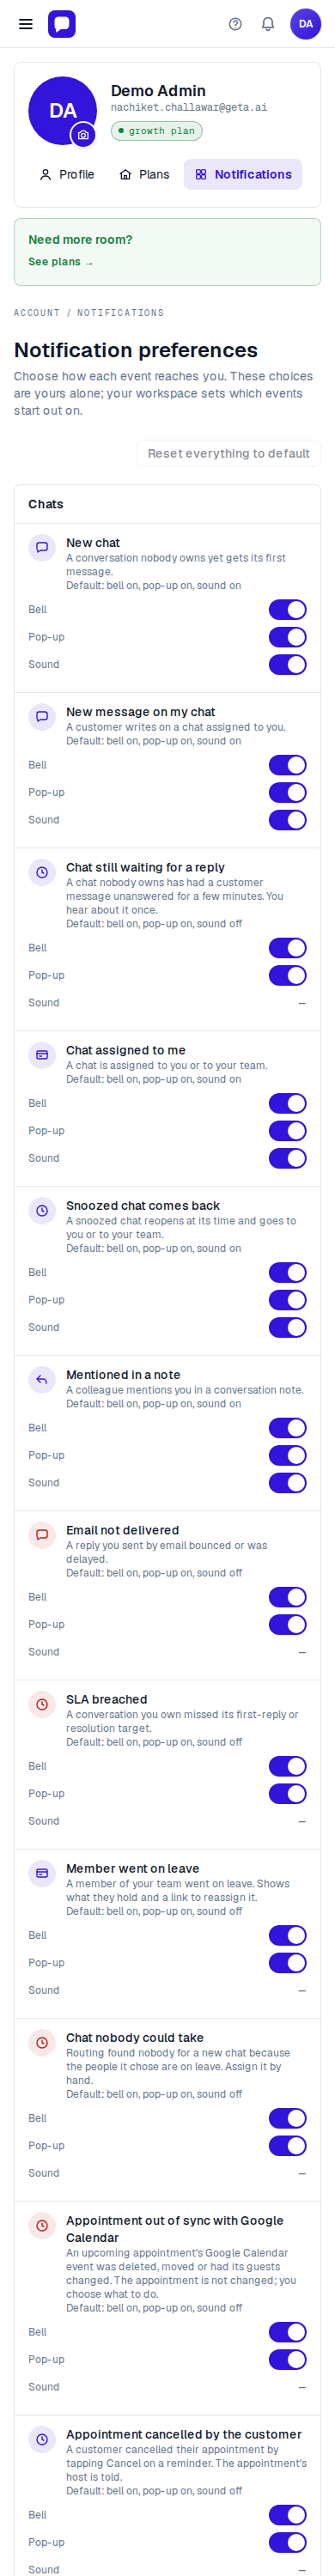 DA
DA
Demo Admin
nachiket.challawar@geta.ai
growth plan
Profile
Plans
Notifications
Need more room?
See plans →
ACCOUNT / NOTIFICATIONS
Notification preferences
Choose how each event reaches you. These choices
are yours alone; your workspace sets which events
start out on.
Reset everything to default
Chats
New chat
A conversation nobody owns yet gets its first
message.
Default: bell on, pop-up on, sound on
Bell
Pop-up
Sound
New message on my chat
A customer writes on a chat assigned to you.
Default: bell on, pop-up on, sound on
Bell
Pop-up
Sound
Chat still waiting for a reply
A chat nobody owns has had a customer
message unanswered for a few minutes. You
hear about it once.
Default: bell on, pop-up on, sound off
Bell
Pop-up
Sound –
Chat assigned to me
A chat is assigned to you or to your team.
Default: bell on, pop-up on, sound on
Bell
Pop-up
Sound
Snoozed chat comes back
A snoozed chat reopens at its time and goes to
you or to your team.
Default: bell on, pop-up on, sound on
Bell
Pop-up
Sound
Mentioned in a note
A colleague mentions you in a conversation note.
Default: bell on, pop-up on, sound on
Bell
Pop-up
Sound
Email not delivered
A reply you sent by email bounced or was
delayed.
Default: bell on, pop-up on, sound off
Bell
Pop-up
Sound –
SLA breached
A conversation you own missed its first-reply or
resolution target.
Default: bell on, pop-up on, sound off
Bell
Pop-up
Sound –
Member went on leave
A member of your team went on leave. Shows
what they hold and a link to reassign it.
Default: bell on, pop-up on, sound off
Bell
Pop-up
Sound –
Chat nobody could take
Routing found nobody for a new chat because
the people it chose are on leave. Assign it by
hand.
Default: bell on, pop-up on, sound off
Bell
Pop-up
Sound –
Appointment out of sync with Google
Calendar
An upcoming appointment's Google Calendar
event was deleted, moved or had its guests
changed. The appointment is not changed; you
choose what to do.
Default: bell on, pop-up on, sound off
Bell
Pop-up
Sound –
Appointment cancelled by the customer
A customer cancelled their appointment by
tapping Cancel on a reminder. The appointment's
host is told.
Default: bell on, pop-up on, sound off
Bell
Pop-up
Sound –